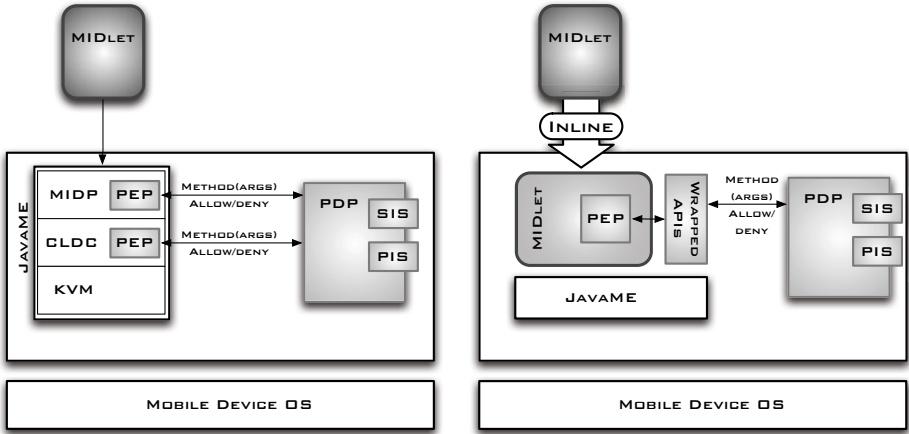 MIDLET
JAVAME
MIDP
PEP
METHOD(ARGS)
ALLOW/DENY
CLDC
PEP
METHOD(ARGS)
ALLOW/DENY
KVM
PDP
SIS
PIS
MOBILE DEVICE OS
MIDLET
INLINE
MIDLET
PEP
WRAPPED
APIS
METHOD
(ARGS)
ALLOW/
DENY
PDP
SIS
PIS
JAVAME
MOBILE DEVICE OS